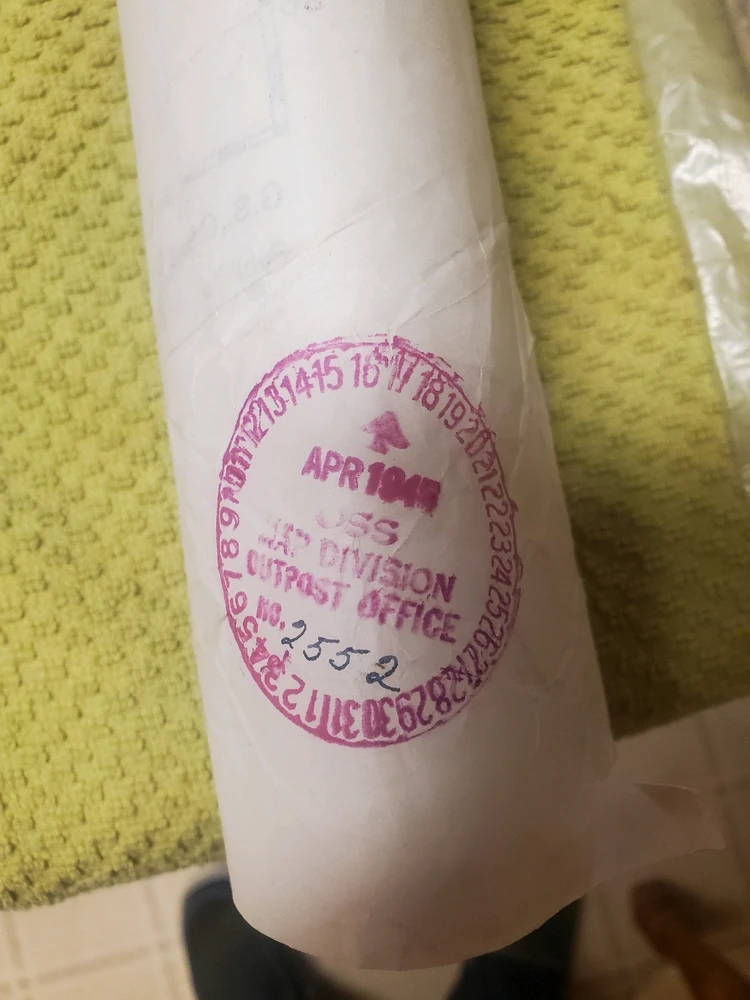 1 2 3 4 5 6 7 8 9 10 11 12 13 14 15 16 17 18 19 20 21 22 23 24 25 26 27 28 29 30 31
APR 1945
OSS
MAP DIVISION
OUTPOST OFFICE
NO. 2552